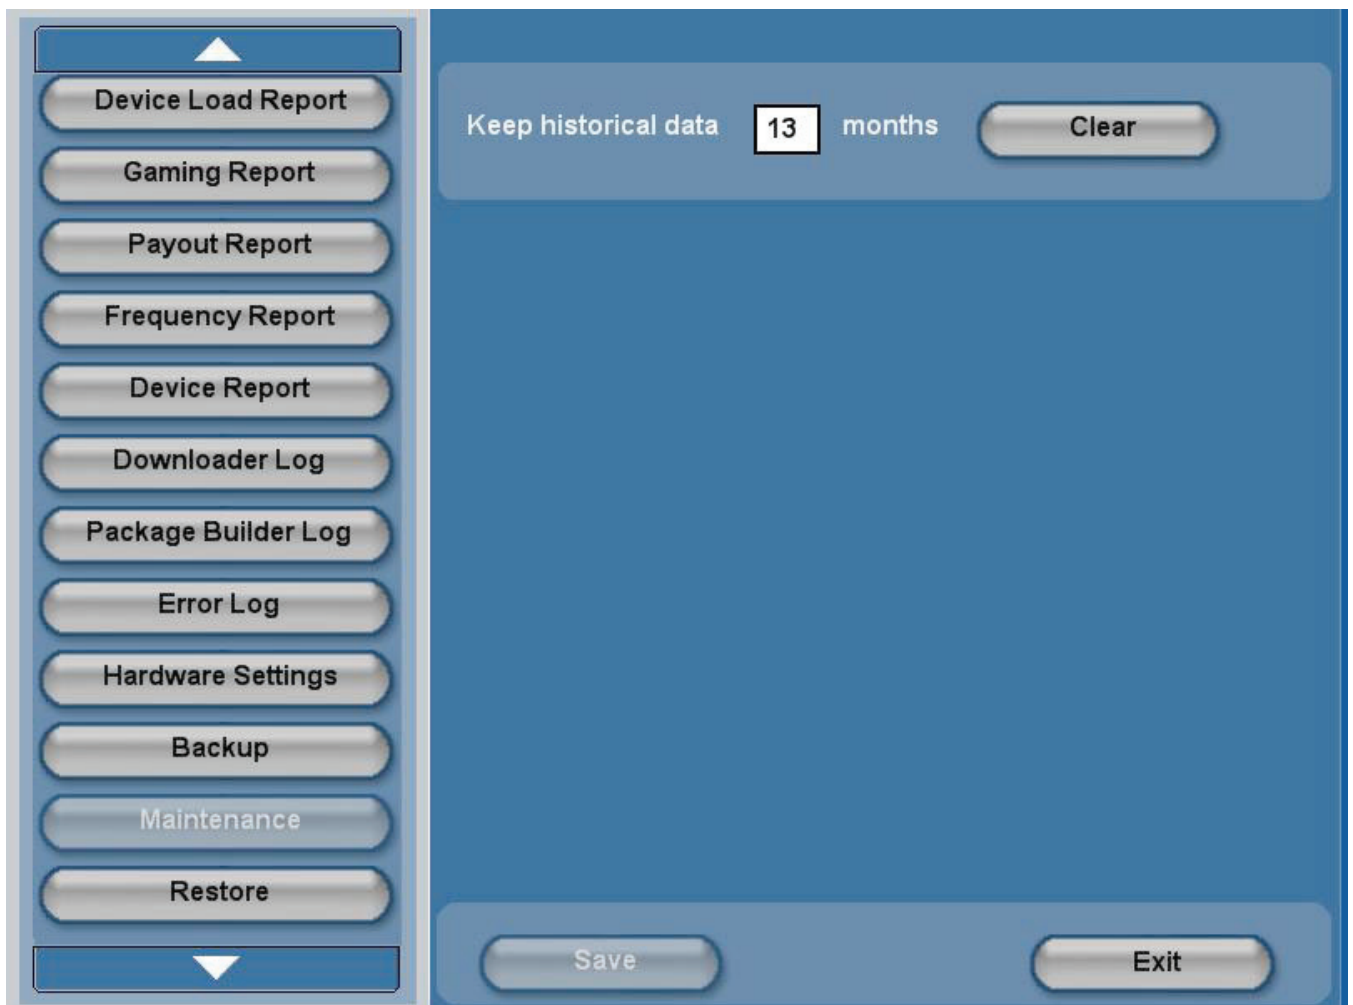 Device Load Report
Gaming Report
Payout Report
Frequency Report
Device Report
Downloader Log
Package Builder Log
Error Log
Hardware Settings
Backup
Maintenance
Restore
Keep historical data 13 months Clear
Save Exit